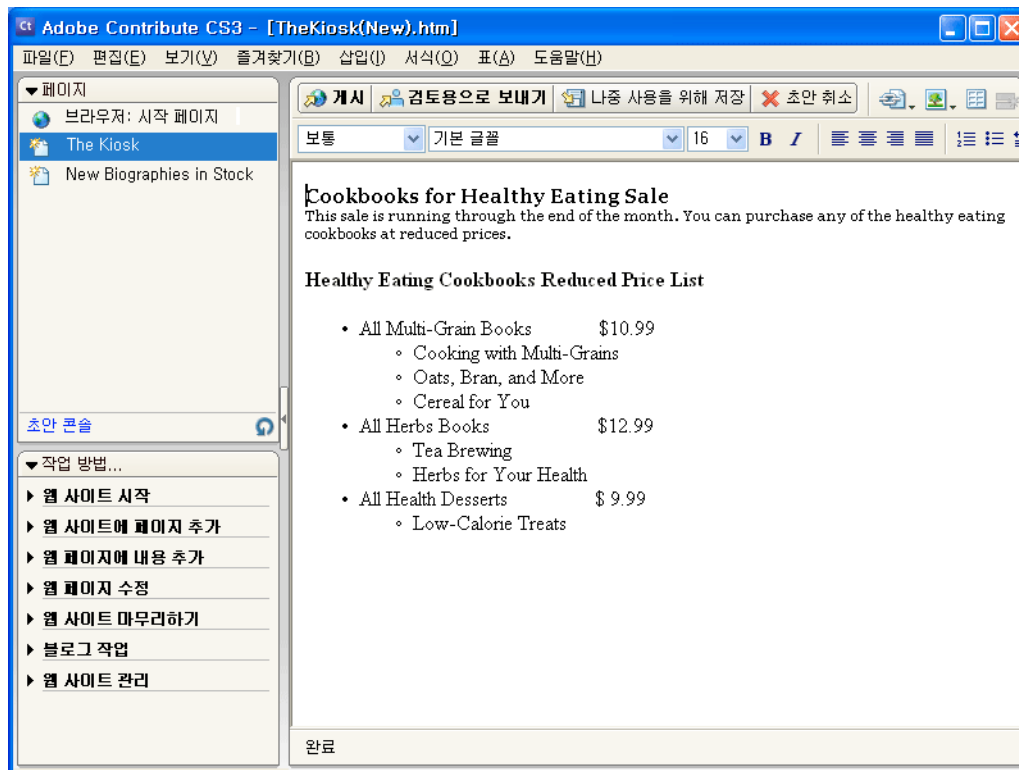 Ct Adobe Contribute CS3 - [TheKiosk(New).htm]
파일(F) 편집(E) 보기(V) 즐겨찾기(B) 삽입(I) 서식(O) 표(A) 도움말(H)
페이지
브라우저: 시작 페이지
The Kiosk
New Biographies in Stock
초안 콘솔
작업 방법...
웹 사이트 시작
웹 사이트에 페이지 추가
웹 페이지에 내용 추가
웹 페이지 수정
웹 사이트 마무리하기
블로그 작업
웹 사이트 관리
게시 검토용으로 보내기 나중 사용을 위해 저장 초안 취소
보통 기본 글꼴 16 B I
Cookbooks for Healthy Eating Sale
This sale is running through the end of the month. You can purchase any of the healthy eating
cookbooks at reduced prices.
Healthy Eating Cookbooks Reduced Price List
• All Multi-Grain Books $10.99
◦ Cooking with Multi-Grains
◦ Oats, Bran, and More
◦ Cereal for You
• All Herbs Books $12.99
◦ Tea Brewing
◦ Herbs for Your Health
• All Health Desserts $ 9.99
◦ Low-Calorie Treats
완료